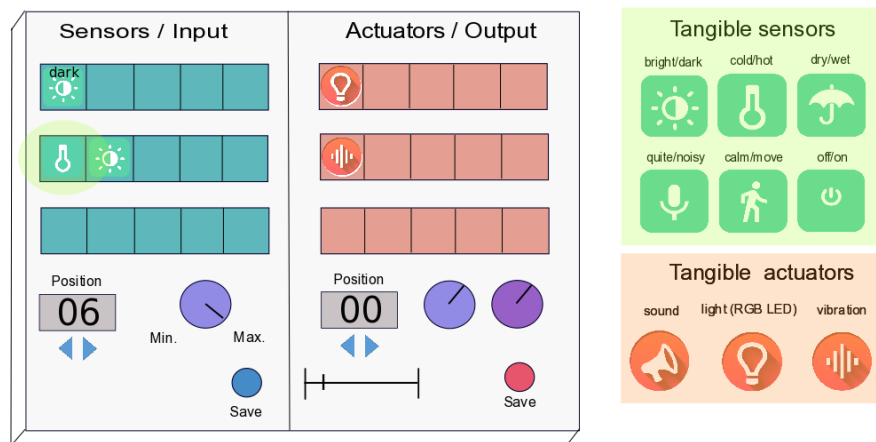 Sensors / Input
dark
Position
06
Min.
Max.
Save
Actuators / Output
Position
00
Save
Tangible sensors
bright/dark
cold/hot
dry/wet
quite/noisy
calm/move
off/on
Tangible actuators
sound
light (RGB LED)
vibration